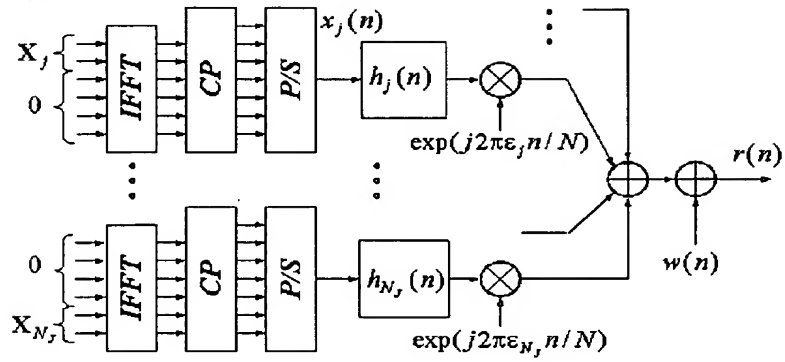 x_j(n)
X_j
0
IFFT
CP
P/S
h_j(n)
exp(j2πε_j n/N)
r(n)
w(n)
0
X_{N_J}
IFFT
CP
P/S
h_{N_J}(n)
exp(j2πε_{N_J} n/N)